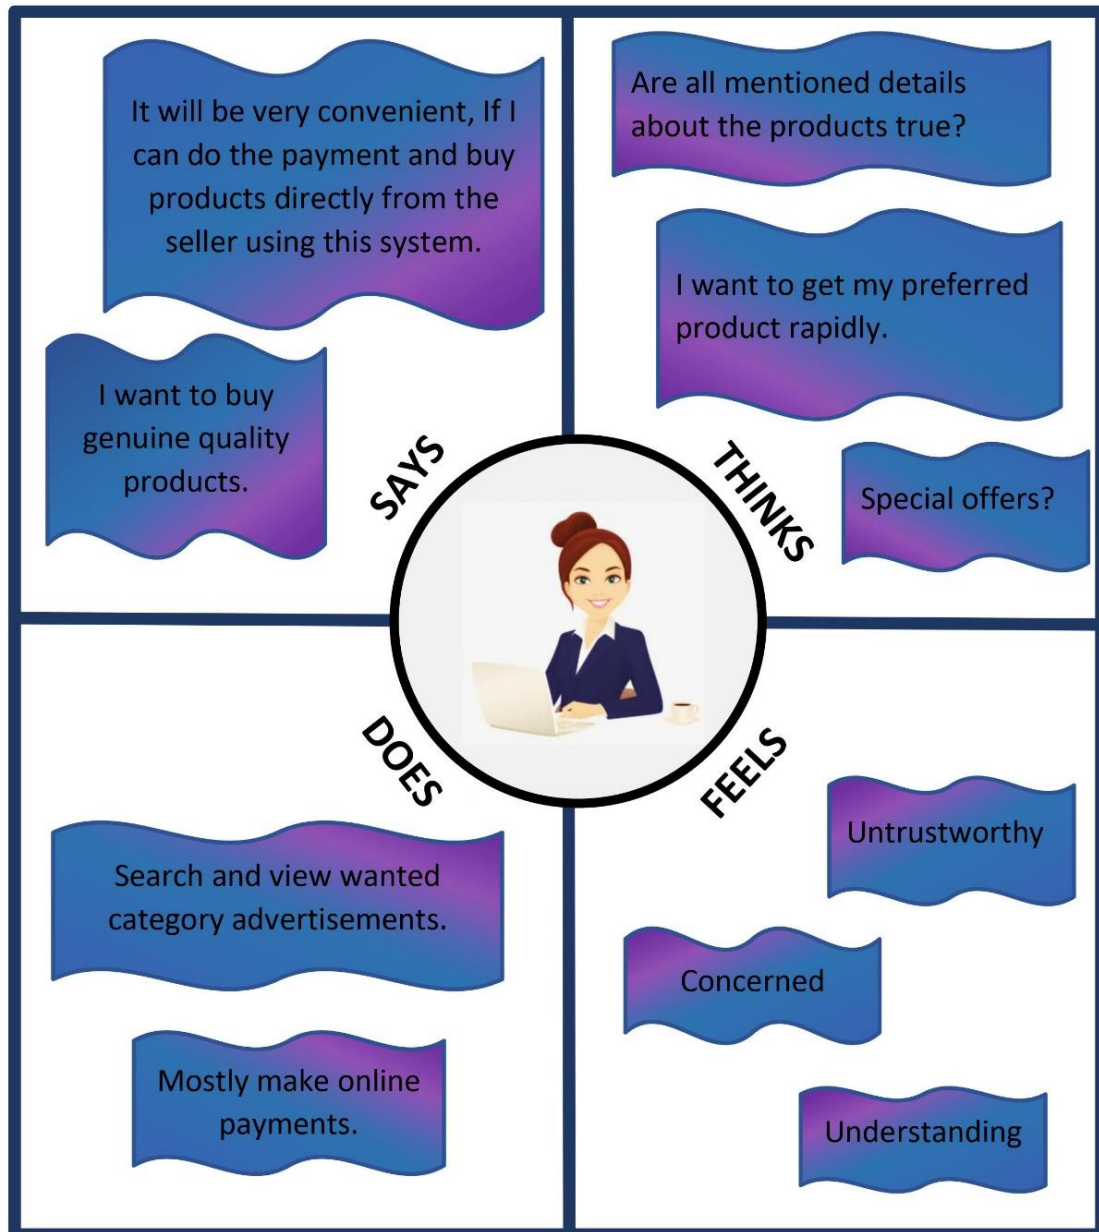 It will be very convenient, If I
can do the payment and buy
products directly from the
seller using this system.
I want to buy
genuine quality
products.
SAYS
Are all mentioned details
about the products true?
I want to get my preferred
product rapidly.
Special offers?
THINKS
DOES
Search and view wanted
category advertisements.
Mostly make online
payments.
FEELS
Untrustworthy
Concerned
Understanding